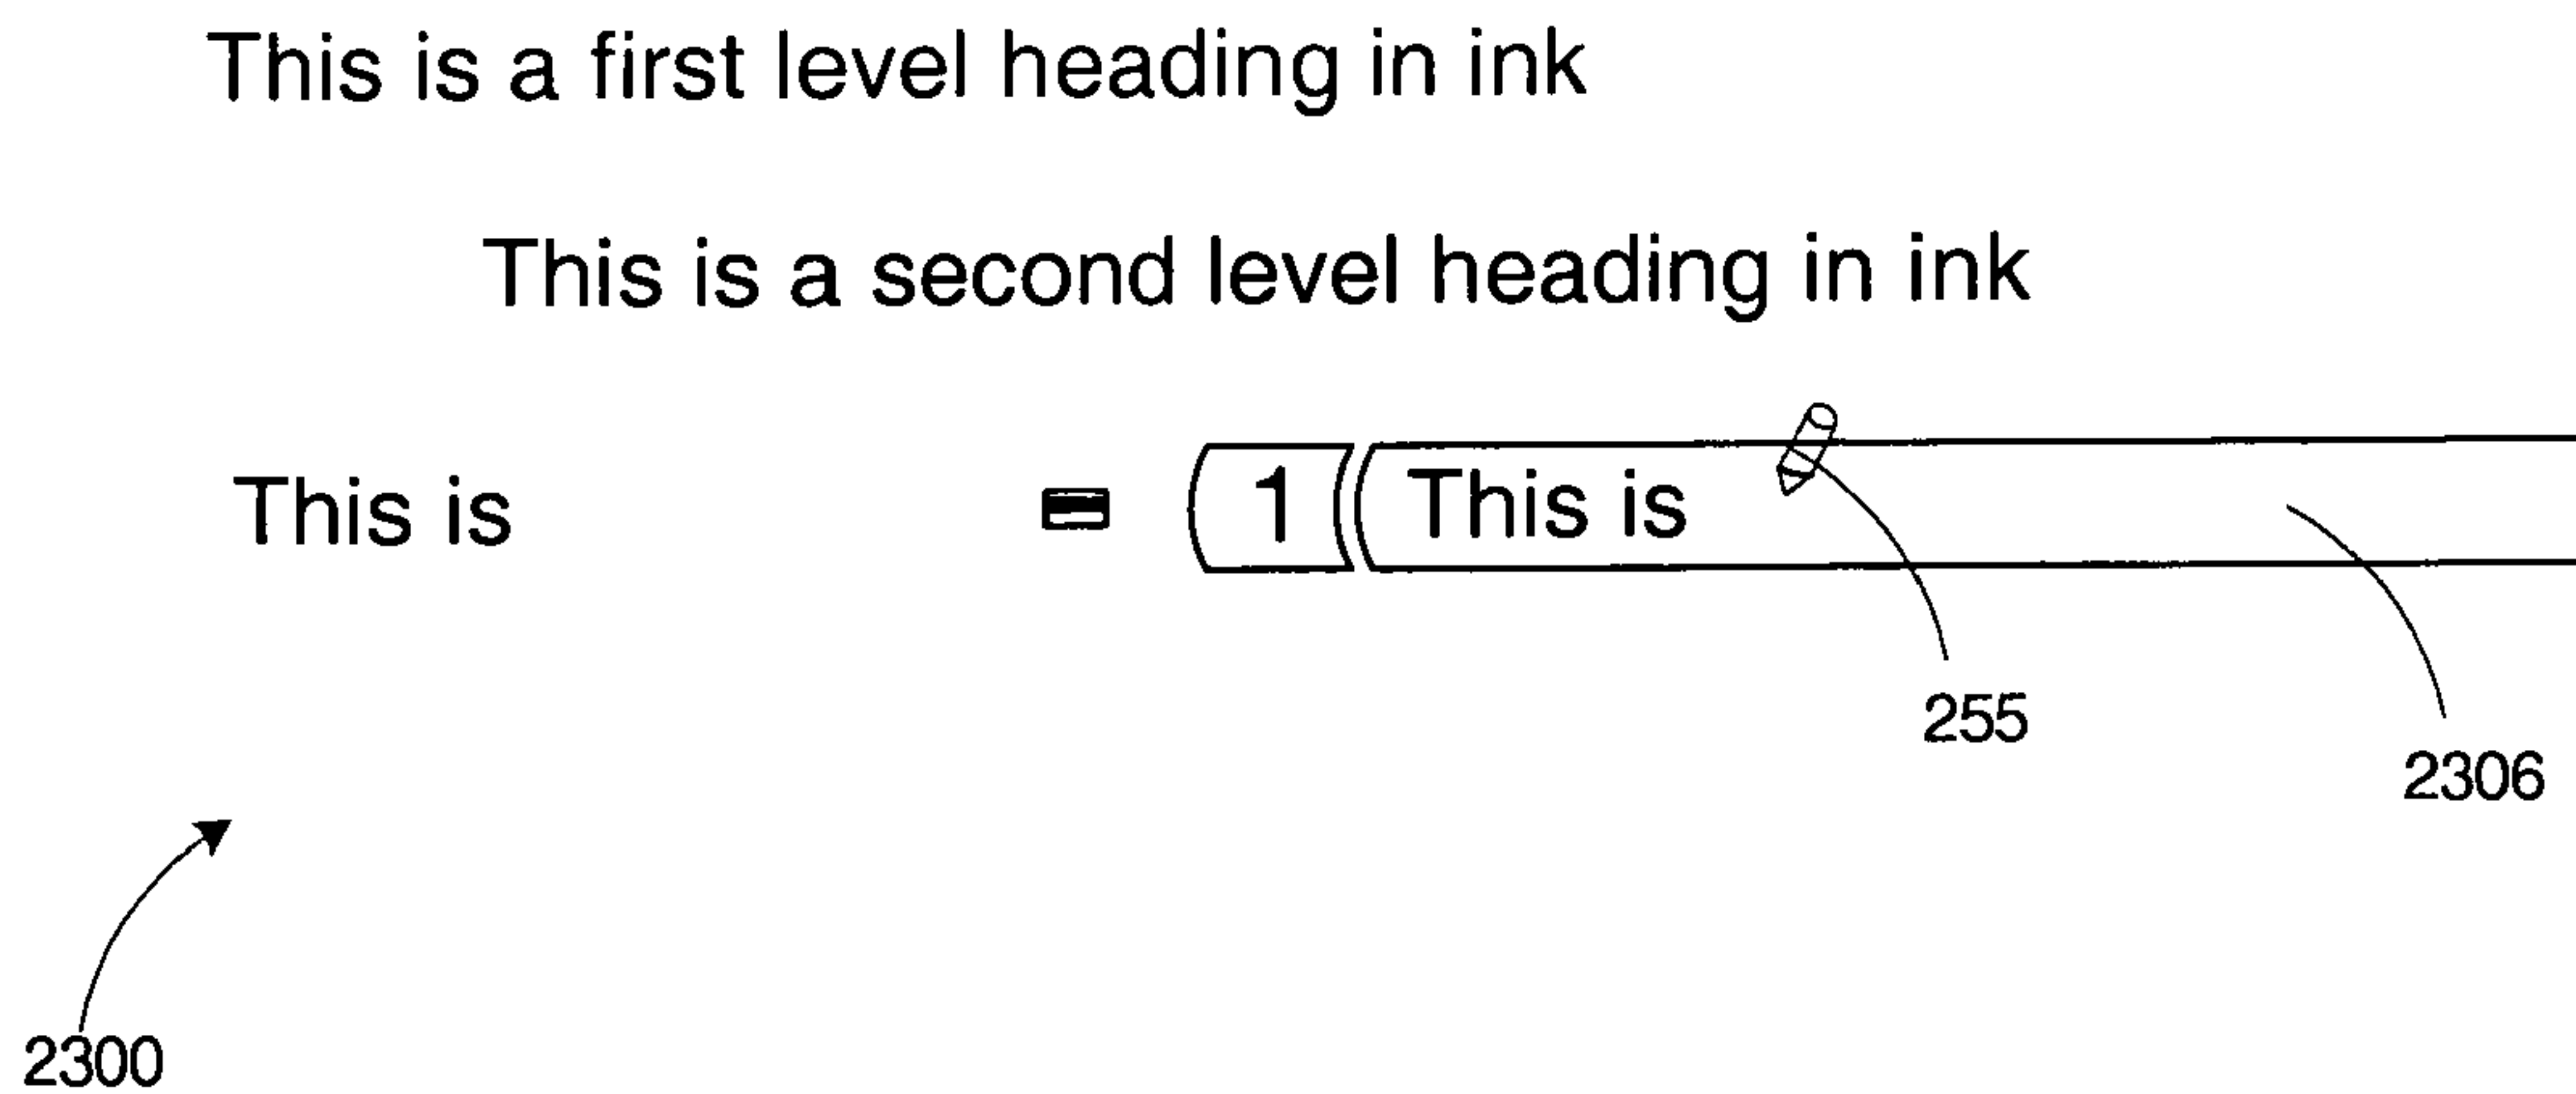 This is a first level heading in ink
This is a second level heading in ink
This is = 1 This is
255
2306
2300